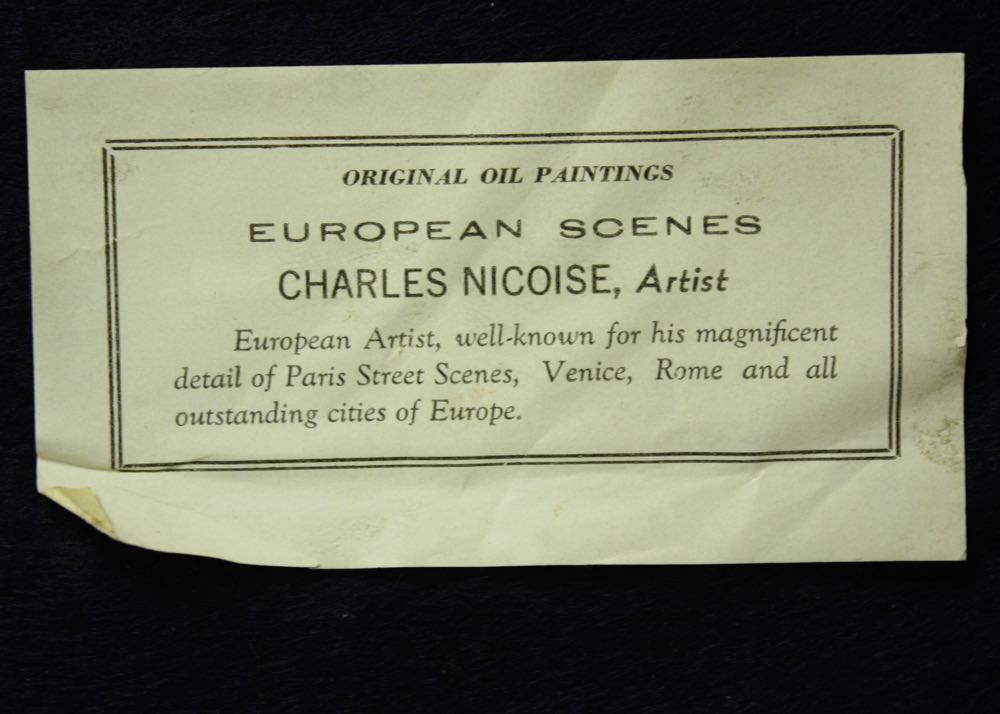 ORIGINAL OIL PAINTINGS
EUROPEAN SCENES
CHARLES NICOISE, Artist
European Artist, well-known for his magnificent
detail of Paris Street Scenes, Venice, Rome and all
outstanding cities of Europe.